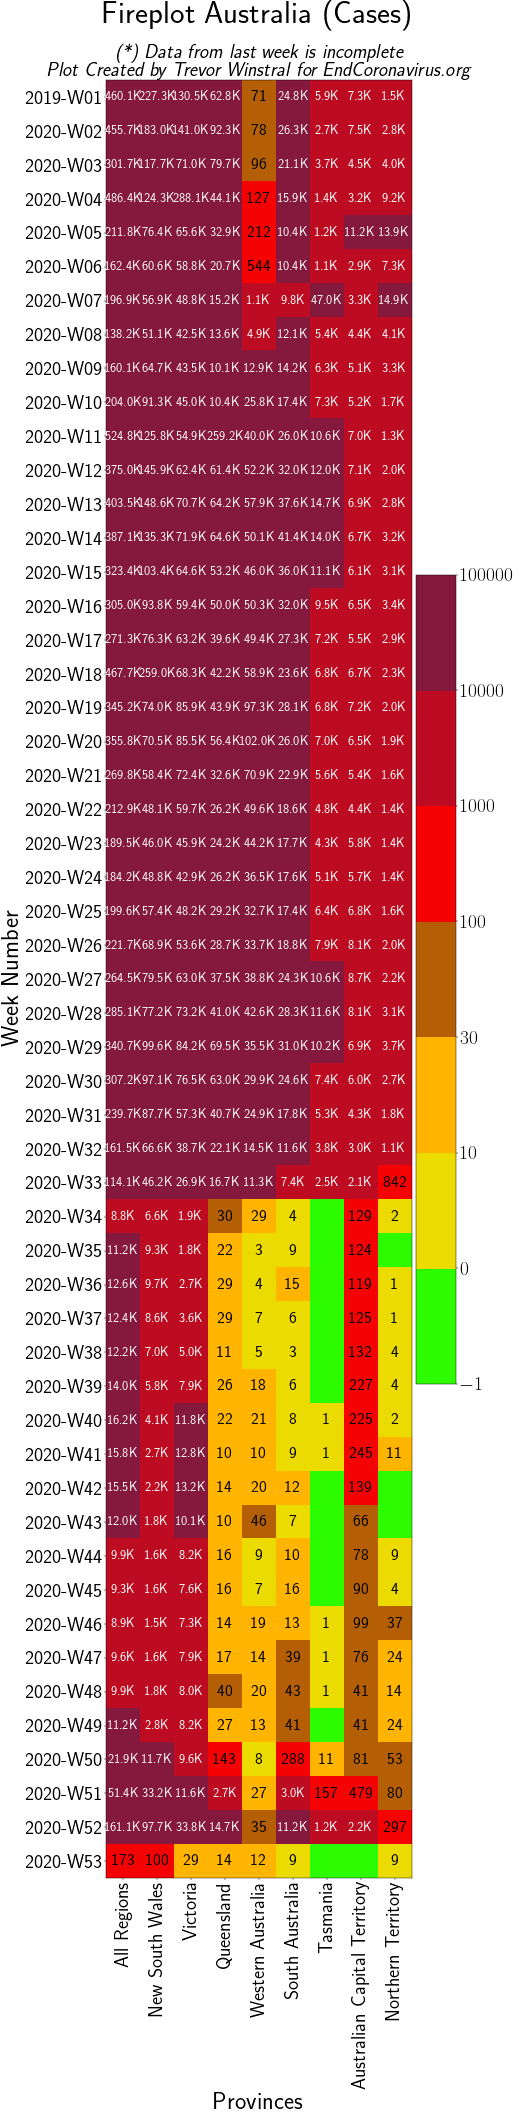 Fireplot Australia (Cases)
(*) Data from last week is incomplete
Plot Created by Trevor Winstral for EndCoronavirus.org
2019-W01 460.1K 227.3K 130.5K 62.8K 71 24.8K 5.9K 7.3K 1.5K
2020-W02 455.7K 183.0K 141.0K 92.3K 78 26.3K 2.7K 7.5K 2.8K
2020-W03 301.7K 117.7K 71.0K 79.7K 96 21.1K 3.7K 4.5K 4.0K
2020-W04 486.4K 124.3K 288.1K 44.1K 127 15.9K 1.4K 3.2K 9.2K
2020-W05 211.8K 76.4K 65.6K 32.9K 212 10.4K 1.2K 11.2K 13.9K
2020-W06 162.4K 60.6K 58.8K 20.7K 544 10.4K 1.1K 2.9K 7.3K
2020-W07 196.9K 56.9K 48.8K 15.2K 1.1K 9.8K 47.0K 3.3K 14.9K
2020-W08 138.2K 51.1K 42.5K 13.6K 4.9K 12.1K 5.4K 4.4K 4.1K
2020-W09 160.1K 64.7K 43.5K 10.1K 12.9K 14.2K 6.3K 5.1K 3.3K
2020-W10 204.0K 91.3K 45.0K 10.4K 25.8K 17.4K 7.3K 5.2K 1.7K
2020-W11 524.8K 125.8K 54.9K 259.2K 40.0K 26.0K 10.6K 7.0K 1.3K
2020-W12 375.0K 145.9K 62.4K 61.4K 52.2K 32.0K 12.0K 7.1K 2.0K
2020-W13 403.5K 148.6K 70.7K 64.2K 57.9K 37.6K 14.7K 6.9K 2.8K
2020-W14 387.1K 135.3K 71.9K 64.6K 50.1K 41.4K 14.0K 6.7K 3.2K
2020-W15 323.4K 103.4K 64.6K 53.2K 46.0K 36.0K 11.1K 6.1K 3.1K
100000
2020-W16 305.0K 93.8K 59.4K 50.0K 50.3K 32.0K 9.5K 6.5K 3.4K
2020-W17 271.3K 76.3K 63.2K 39.6K 49.4K 27.3K 7.2K 5.5K 2.9K
2020-W18 467.7K 259.0K 68.3K 42.2K 58.9K 23.6K 6.8K 6.7K 2.3K
10000
2020-W19 345.2K 74.0K 85.9K 43.9K 97.3K 28.1K 6.8K 7.2K 2.0K
2020-W20 355.8K 70.5K 85.5K 56.4K 102.0K 26.0K 7.0K 6.5K 1.9K
2020-W21 269.8K 58.4K 72.4K 32.6K 70.9K 22.9K 5.6K 5.4K 1.6K
2020-W22 212.9K 48.1K 59.7K 26.2K 49.6K 18.6K 4.8K 4.4K 1.4K
1000
2020-W23 189.5K 46.0K 45.9K 24.2K 44.2K 17.7K 4.3K 5.8K 1.4K
2020-W24 184.2K 48.8K 42.9K 26.2K 36.5K 17.6K 5.1K 5.7K 1.4K
2020-W25 199.6K 57.4K 48.2K 29.2K 32.7K 17.4K 6.4K 6.8K 1.6K
100
2020-W26 221.7K 68.9K 53.6K 28.7K 33.7K 18.8K 7.9K 8.1K 2.0K
Week Number
2020-W27 264.5K 79.5K 63.0K 37.5K 38.8K 24.3K 10.6K 8.7K 2.2K
2020-W28 285.1K 77.2K 73.2K 41.0K 42.6K 28.3K 11.6K 8.1K 3.1K
30
2020-W29 340.7K 99.6K 84.2K 69.5K 35.5K 31.0K 10.2K 6.9K 3.7K
2020-W30 307.2K 97.1K 76.5K 63.0K 29.9K 24.6K 7.4K 6.0K 2.7K
2020-W31 239.7K 87.7K 57.3K 40.7K 24.9K 17.8K 5.3K 4.3K 1.8K
2020-W32 161.5K 66.6K 38.7K 22.1K 14.5K 11.6K 3.8K 3.0K 1.1K
10
2020-W33 114.1K 46.2K 26.9K 16.7K 11.3K 7.4K 2.5K 2.1K 842
2020-W34 8.8K 6.6K 1.9K 30 29 4 129 2
2020-W35 11.2K 9.3K 1.8K 22 3 9 124
0
2020-W36 12.6K 9.7K 2.7K 29 4 15 119 1
2020-W37 12.4K 8.6K 3.6K 29 7 6 125 1
2020-W38 12.2K 7.0K 5.0K 11 5 3 132 4
2020-W39 14.0K 5.8K 7.9K 26 18 6 227 4
−1
2020-W40 16.2K 4.1K 11.8K 22 21 8 1 225 2
2020-W41 15.8K 2.7K 12.8K 10 10 9 1 245 11
2020-W42 15.5K 2.2K 13.2K 14 20 12 139
2020-W43 12.0K 1.8K 10.1K 10 46 7 66
2020-W44 9.9K 1.6K 8.2K 16 9 10 78 9
2020-W45 9.3K 1.6K 7.6K 16 7 16 90 4
2020-W46 8.9K 1.5K 7.3K 14 19 13 1 99 37
2020-W47 9.6K 1.6K 7.9K 17 14 39 1 76 24
2020-W48 9.9K 1.8K 8.0K 40 20 43 1 41 14
2020-W49 11.2K 2.8K 8.2K 27 13 41 41 24
2020-W50 21.9K 11.7K 9.6K 143 8 288 11 81 53
2020-W51 51.4K 33.2K 11.6K 2.7K 27 3.0K 157 479 80
2020-W52 161.1K 97.7K 33.8K 14.7K 35 11.2K 1.2K 2.2K 297
2020-W53 173 100 29 14 12 9 9
All Regions
New South Wales
Victoria
Queensland
Western Australia
South Australia
Tasmania
Australian Capital Territory
Northern Territory
Provinces